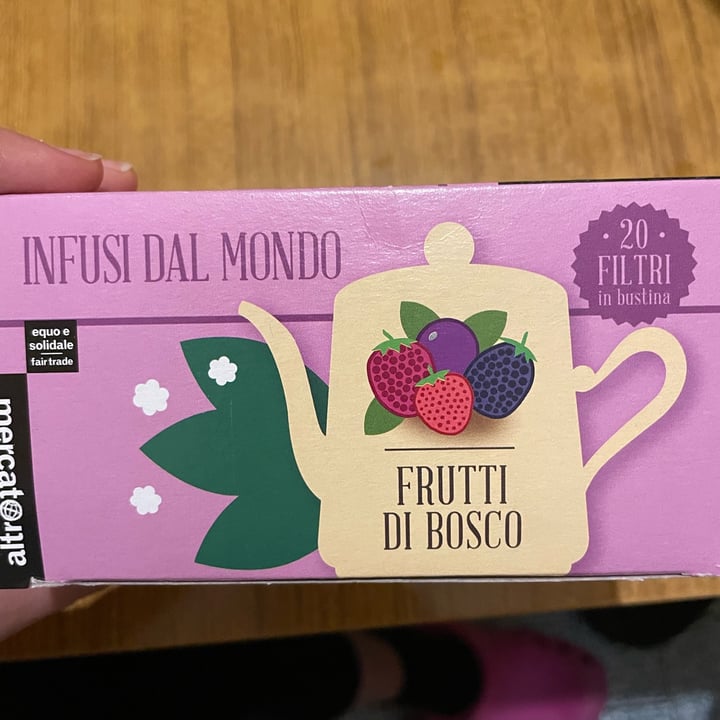 INFUSI DAL MONDO
20
FILTRI
in bustina
equo e
solidale
fair trade
altromercato
FRUTTI
DI BOSCO